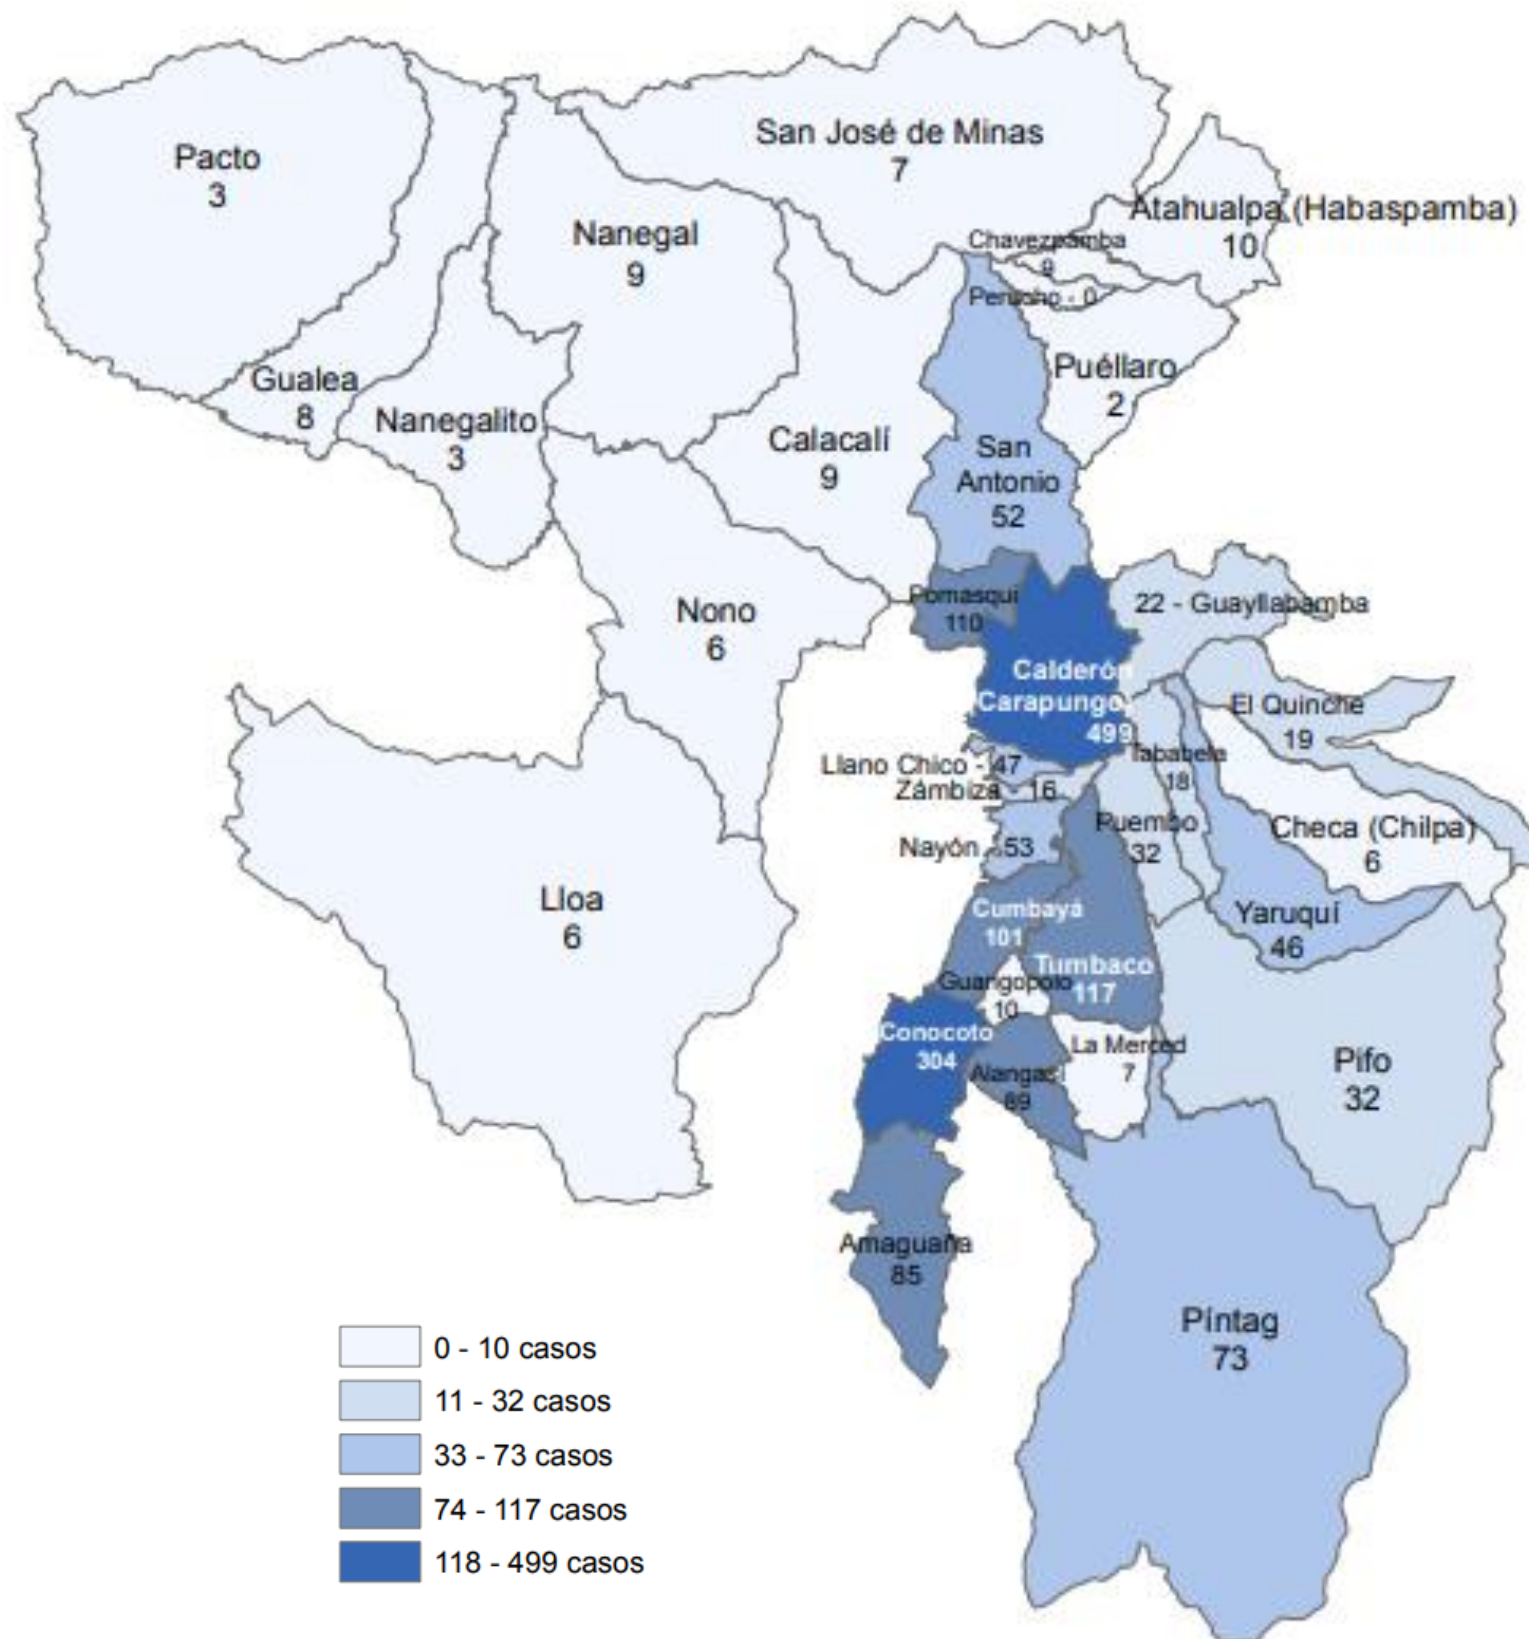 San José de Minas
7
Pacto
3
Atahualpa (Habaspamba)
10
Nanegal
9
Chavezpamba
9
Perucho - 0
Puéllaro
2
Gualea
8
Nanegalito
3
Calacalí
9
San
Antonio
52
Nono
6
Pomasqui
110
22 - Guayllabamba
Calderón
Carapungo
499
El Quinche
19
Llano Chico - 47
Zámbiza - 16
Tababela
18
Nayón - 53
Puembo
32
Checa (Chilpa)
6
Lloa
6
Cumbayá
101
Yaruquí
46
Tumbaco
117
Guangopolo
10
Conocoto
304
La Merced
7
Alangasí
89
Pifo
32
Amaguaña
85
Píntag
73
0 - 10 casos
11 - 32 casos
33 - 73 casos
74 - 117 casos
118 - 499 casos